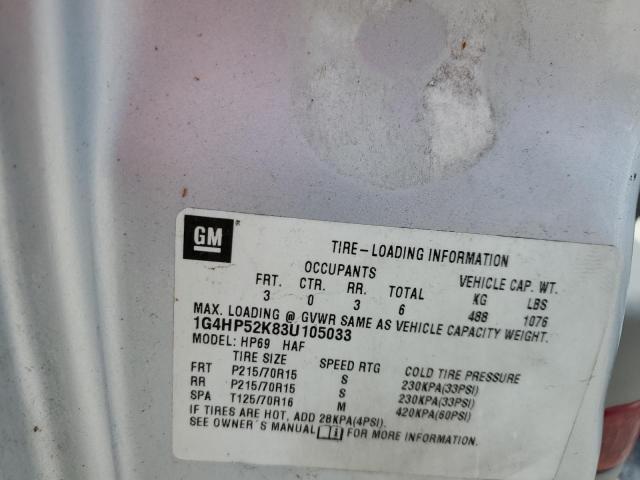 GM
TIRE-LOADING INFORMATION
OCCUPANTS VEHICLE CAP. WT.
FRT. CTR. RR. TOTAL KG LBS
3 0 3 6 488 1076
MAX. LOADING @ GVWR SAME AS VEHICLE CAPACITY WEIGHT.
1G4HP52K83U105033
MODEL: HP69 HAF
TIRE SIZE SPEED RTG COLD TIRE PRESSURE
FRT P215/70R15 S 230KPA(33PSI)
RR P215/70R15 S 230KPA(33PSI)
SPA T125/70R16 M 420KPA(60PSI)
IF TIRES ARE HOT, ADD 28KPA(4PSI).
SEE OWNER'S MANUAL FOR MORE INFORMATION.